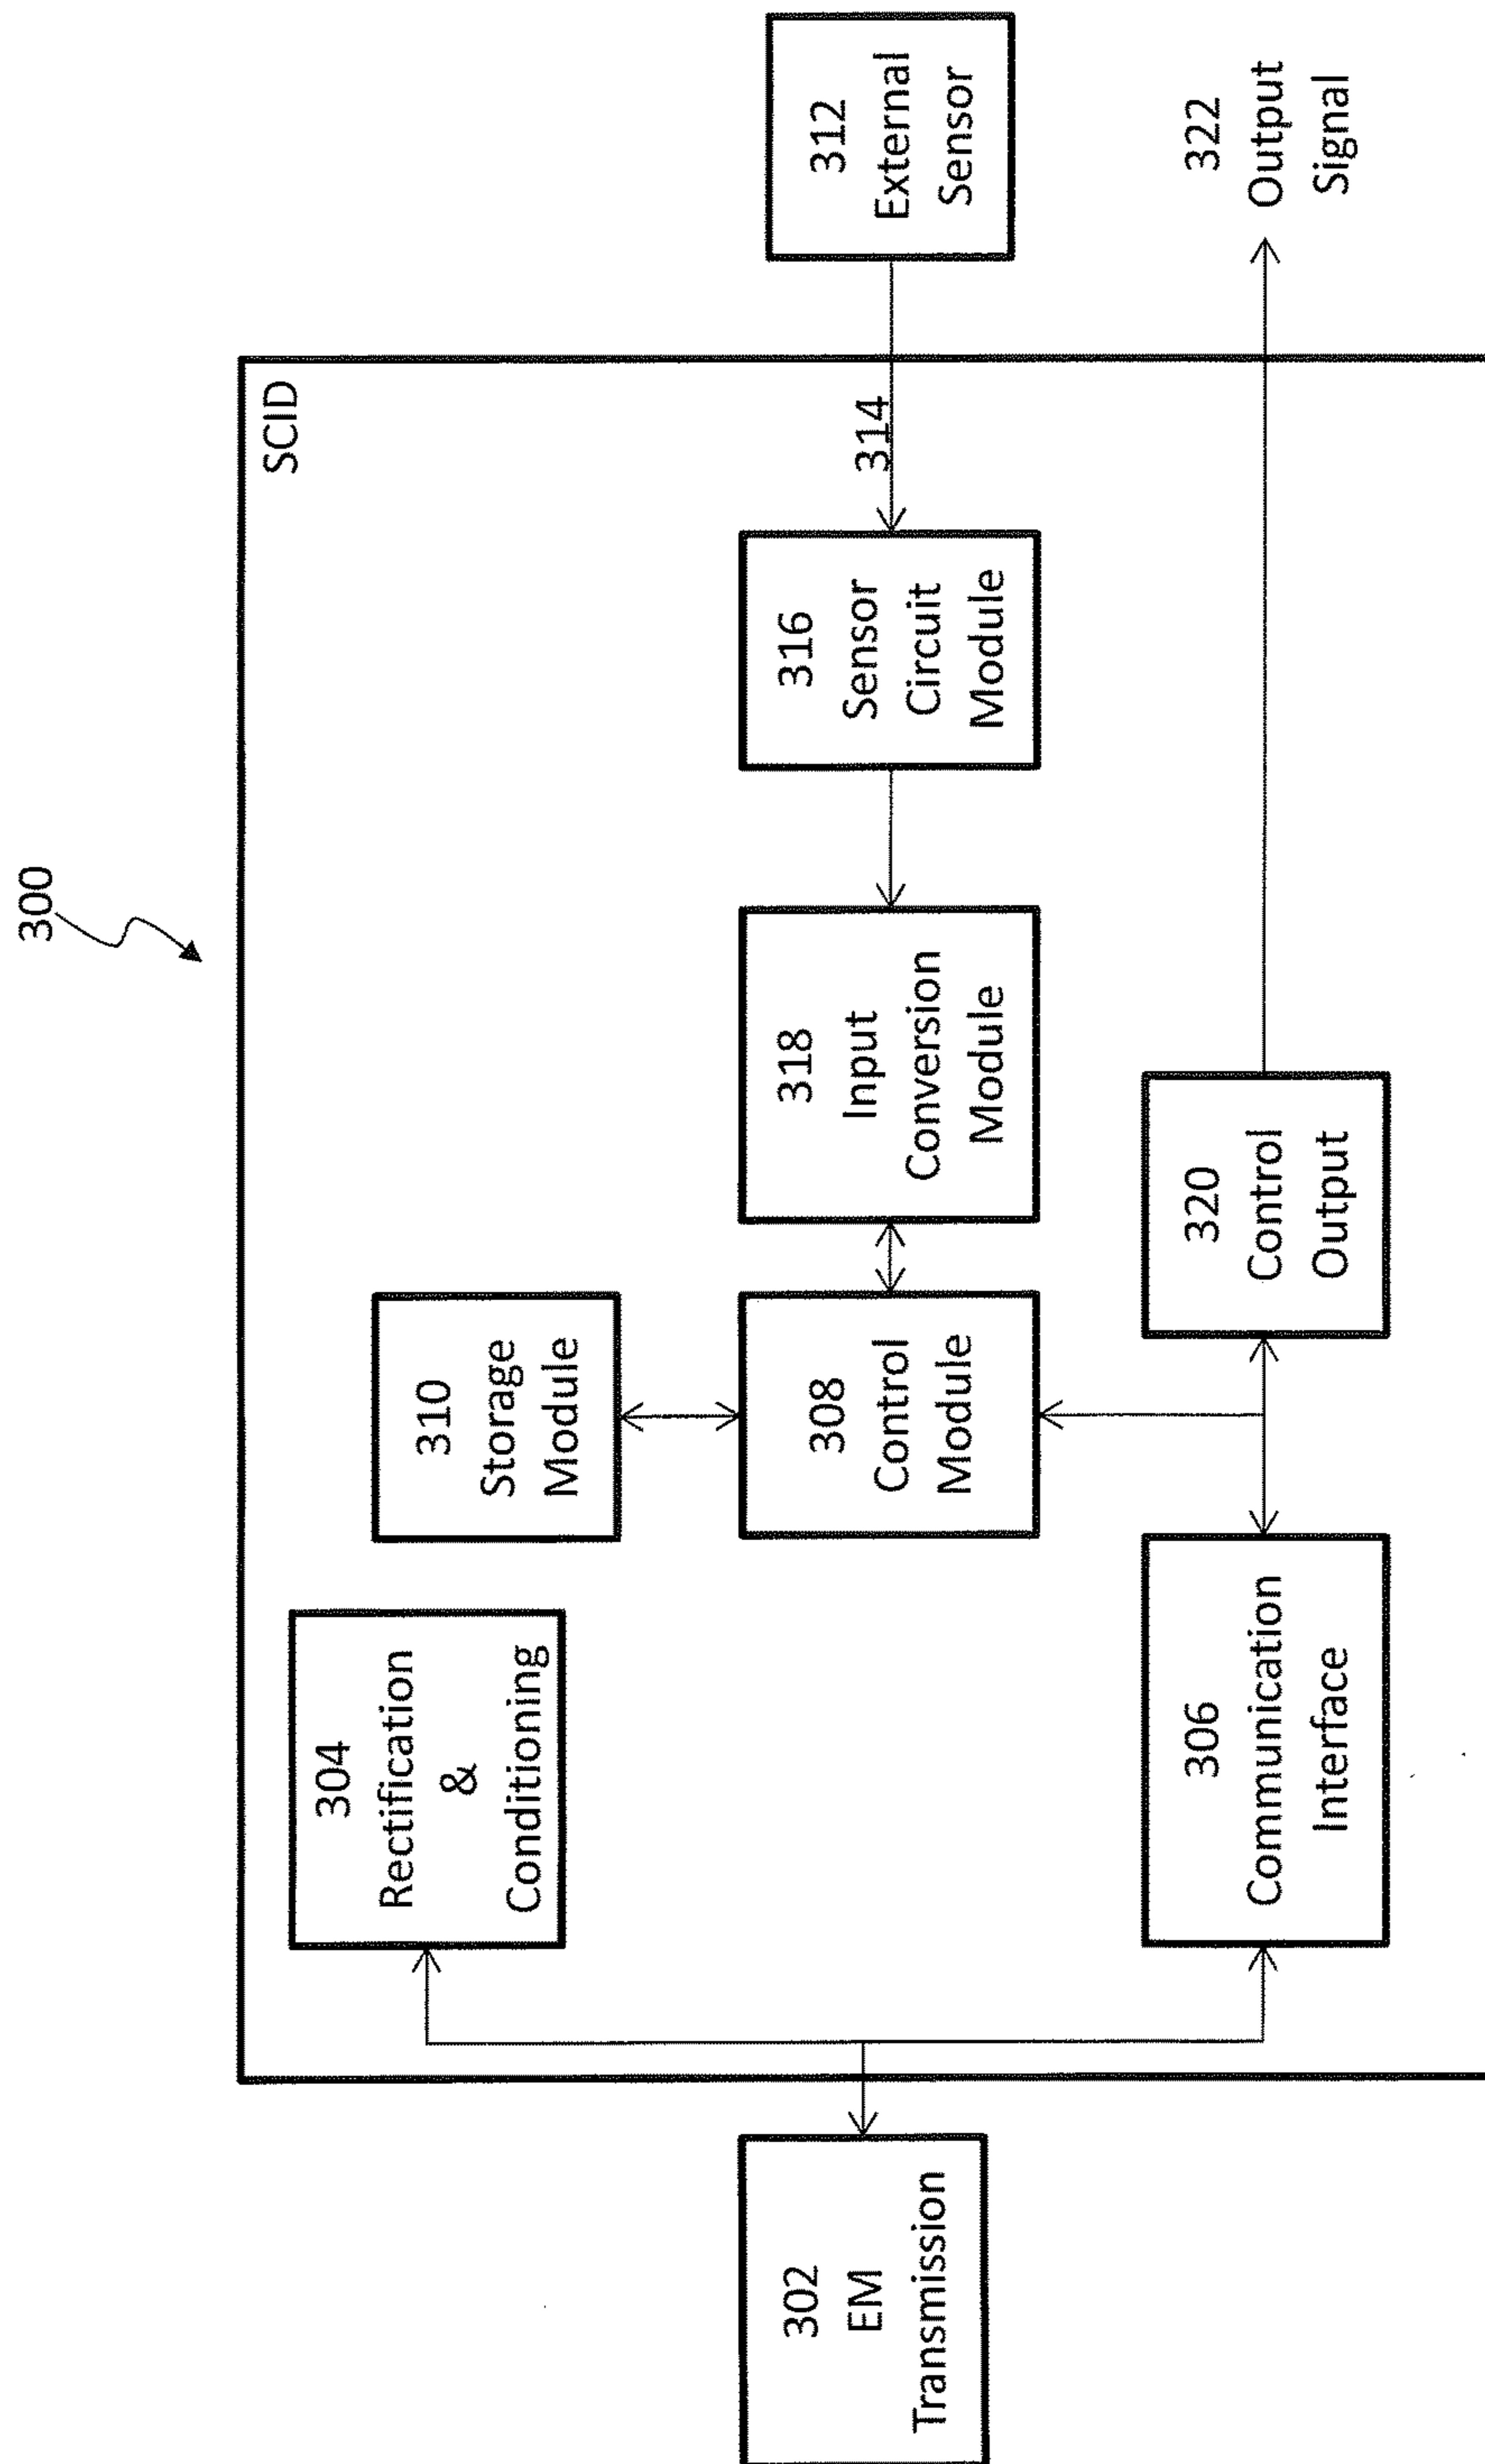 300
SCID
302
EM
Transmission
304
Rectification
&
Conditioning
306
Communication
Interface
310
Storage
Module
308
Control
Module
318
Input
Conversion
Module
316
Sensor
Circuit
Module
314
312
External
Sensor
320
Control
Output
322
Output
Signal